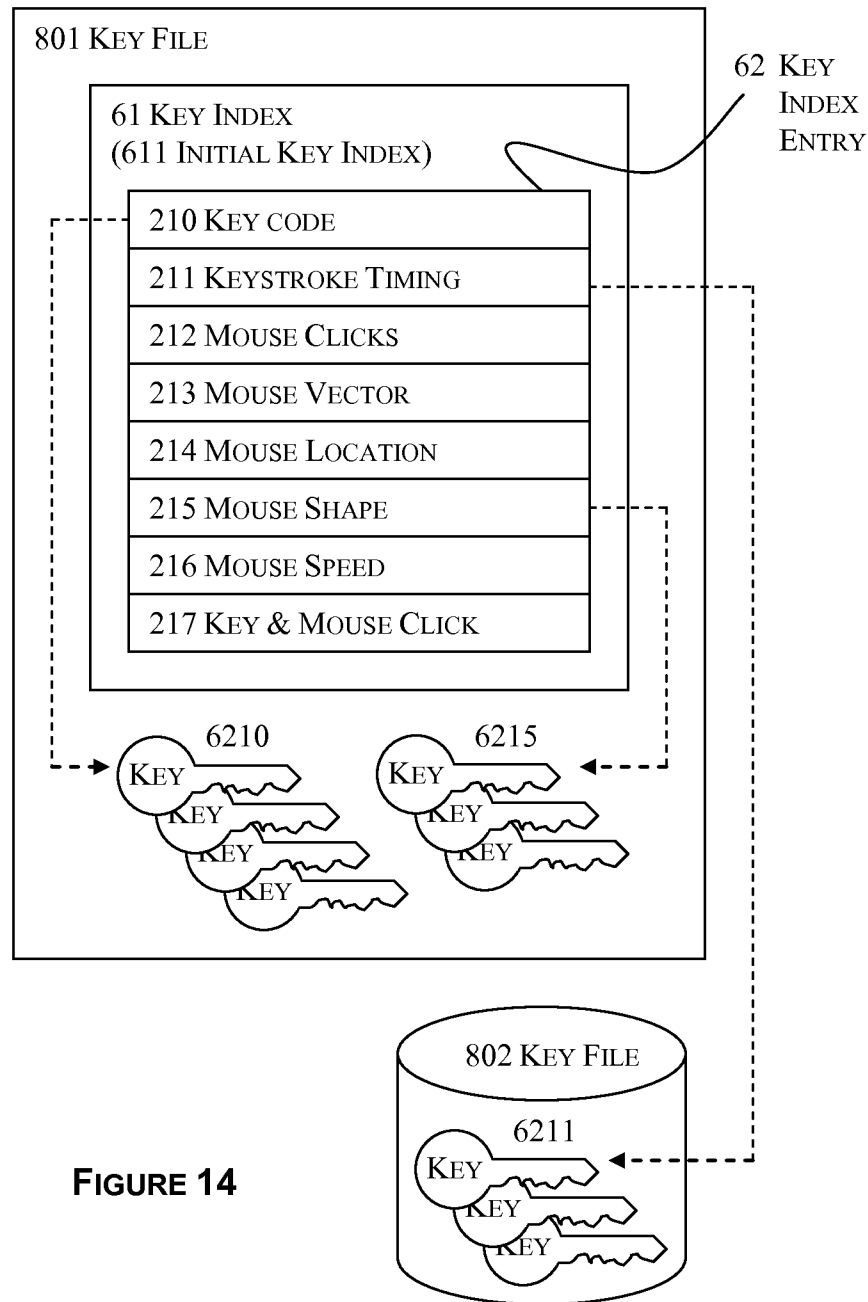 801 KEY FILE
62 KEY
INDEX
ENTRY
61 KEY INDEX
(611 INITIAL KEY INDEX)
210 KEY CODE
211 KEYSTROKE TIMING
212 MOUSE CLICKS
213 MOUSE VECTOR
214 MOUSE LOCATION
215 MOUSE SHAPE
216 MOUSE SPEED
217 KEY & MOUSE CLICK
6210
KEY
KEY
KEY
KEY
6215
KEY
KEY
KEY
802 KEY FILE
6211
KEY
KEY
KEY
FIGURE 14